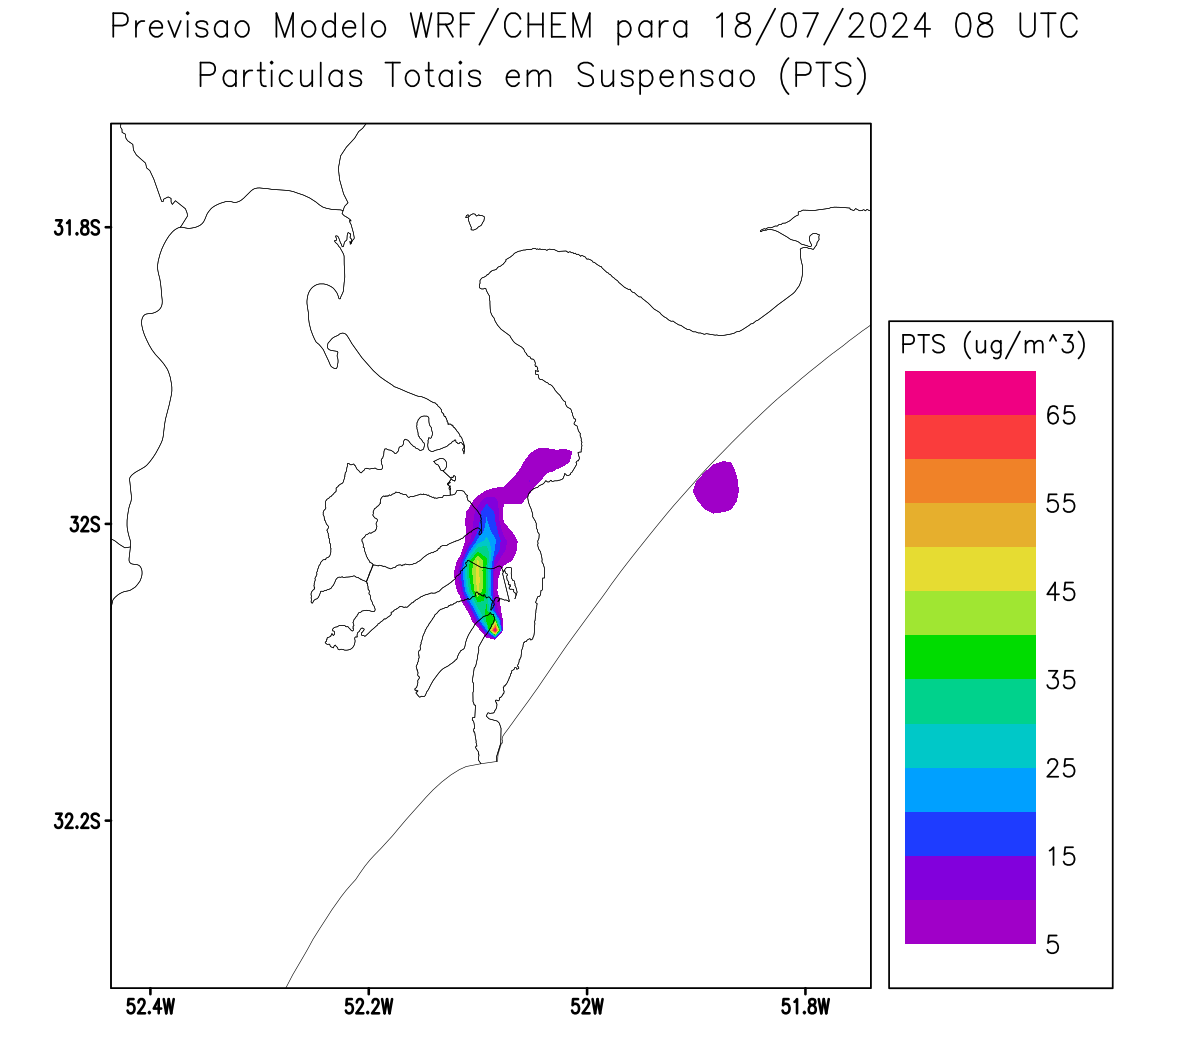 Previsao Modelo WRF/CHEM para 18/07/2024 08 UTC
Particulas Totais em Suspensao (PTS)
31.8S
32S
32.2S
52.4W
52.2W
52W
51.8W
PTS (ug/m^3)
65
55
45
35
25
15
5